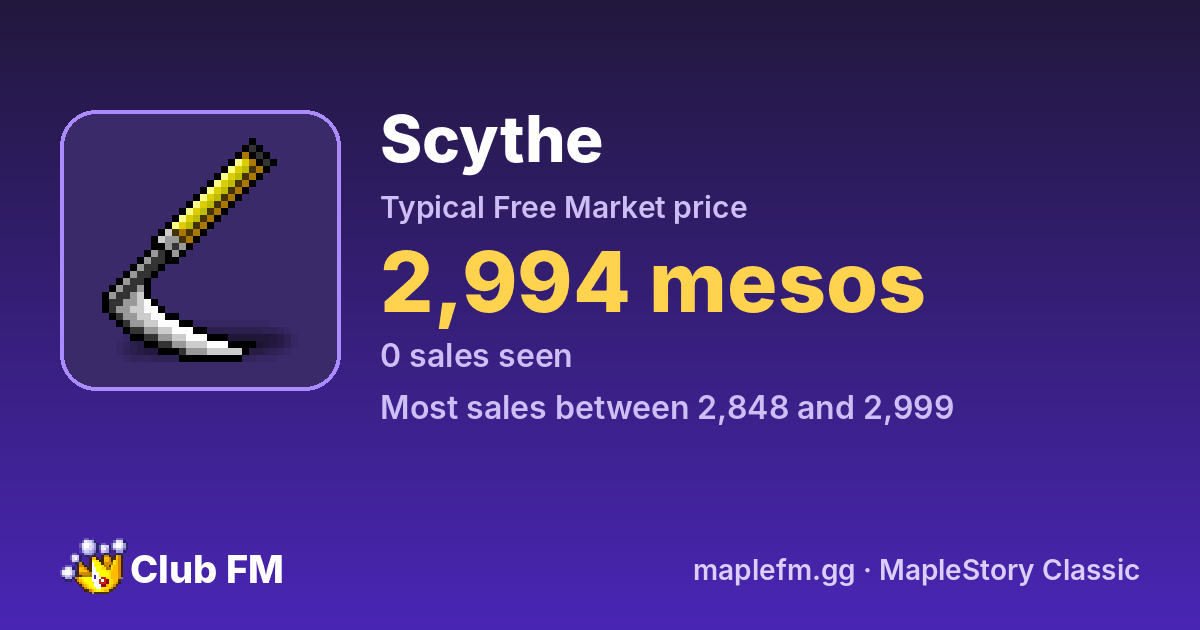 Scythe
Typical Free Market price
2,994 mesos
0 sales seen
Most sales between 2,848 and 2,999
Club FM
maplefm.gg · MapleStory Classic